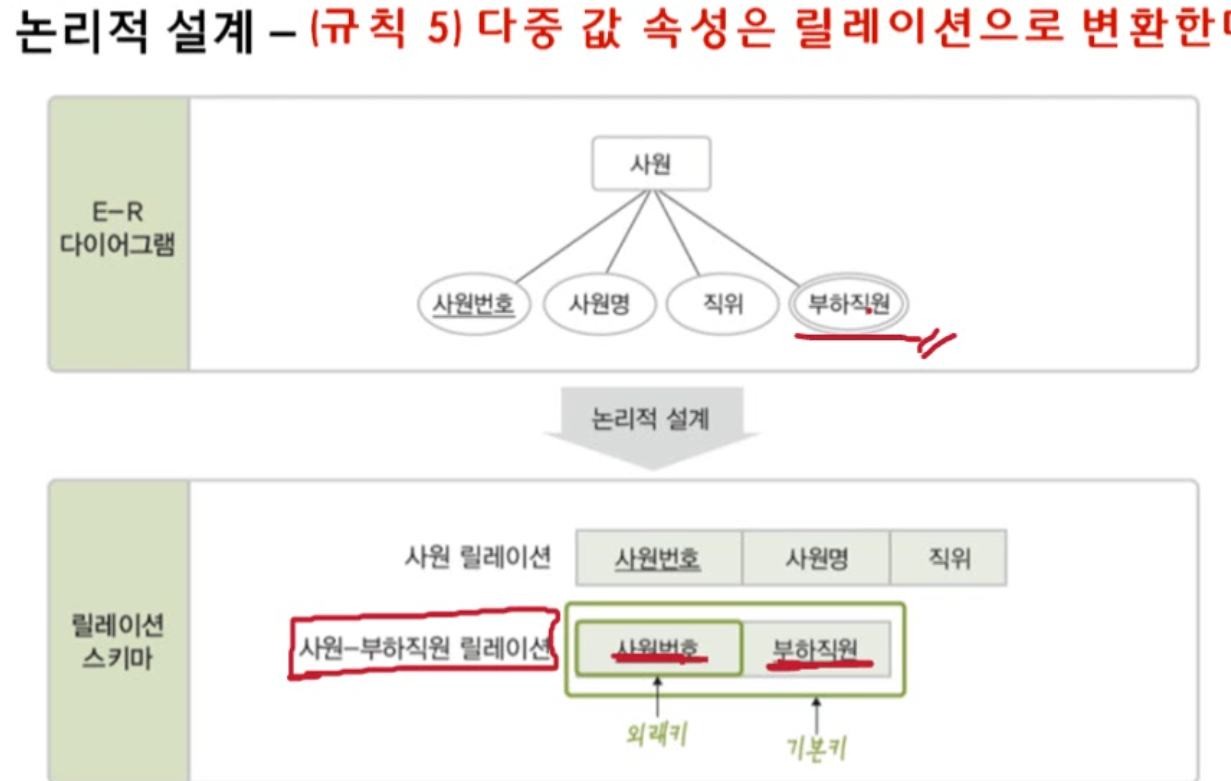 논리적 설계 – (규칙 5) 다중 값 속성은 릴레이션으로 변환한
E-R
다이어그램
사원
사원번호 사원명 직위 부하직원
논리적 설계
릴레이션
스키마
사원 릴레이션 사원번호 사원명 직위
사원-부하직원 릴레이션 사원번호 부하직원
외래키
기본키